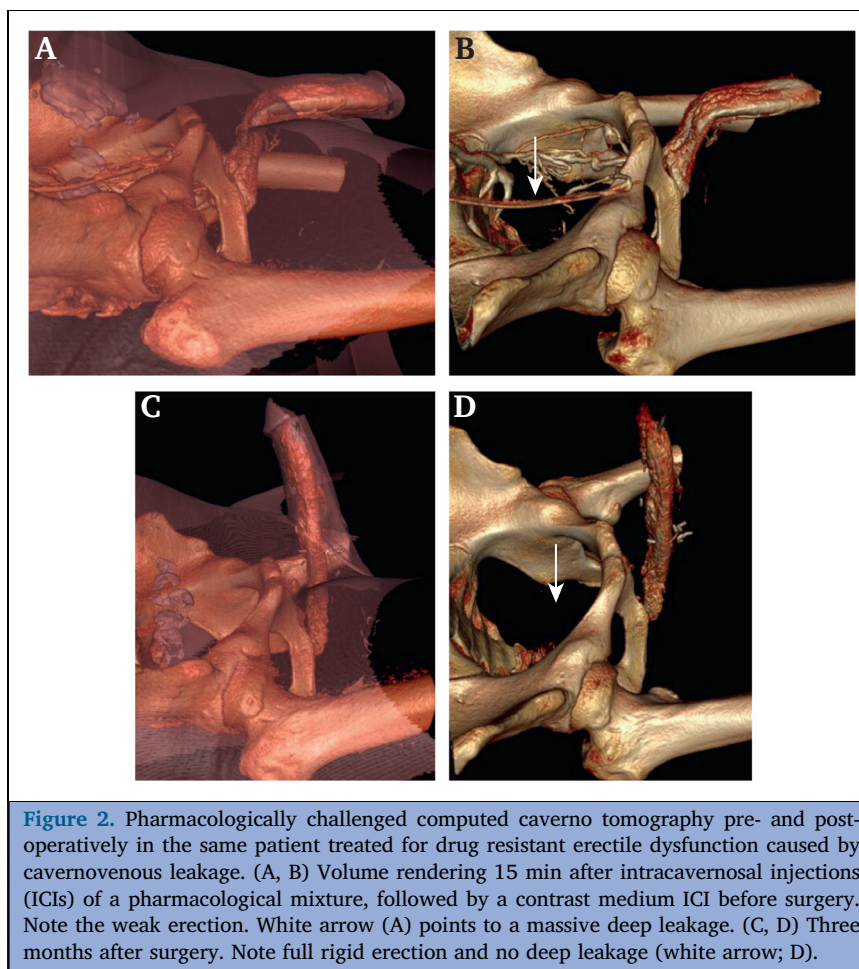 A
B
C
D
Figure 2. Pharmacologically challenged computed caverno tomography pre- and post-
operatively in the same patient treated for drug resistant erectile dysfunction caused by
cavernovenous leakage. (A, B) Volume rendering 15 min after intracavernosal injections
(ICIs) of a pharmacological mixture, followed by a contrast medium ICI before surgery.
Note the weak erection. White arrow (A) points to a massive deep leakage. (C, D) Three
months after surgery. Note full rigid erection and no deep leakage (white arrow; D).